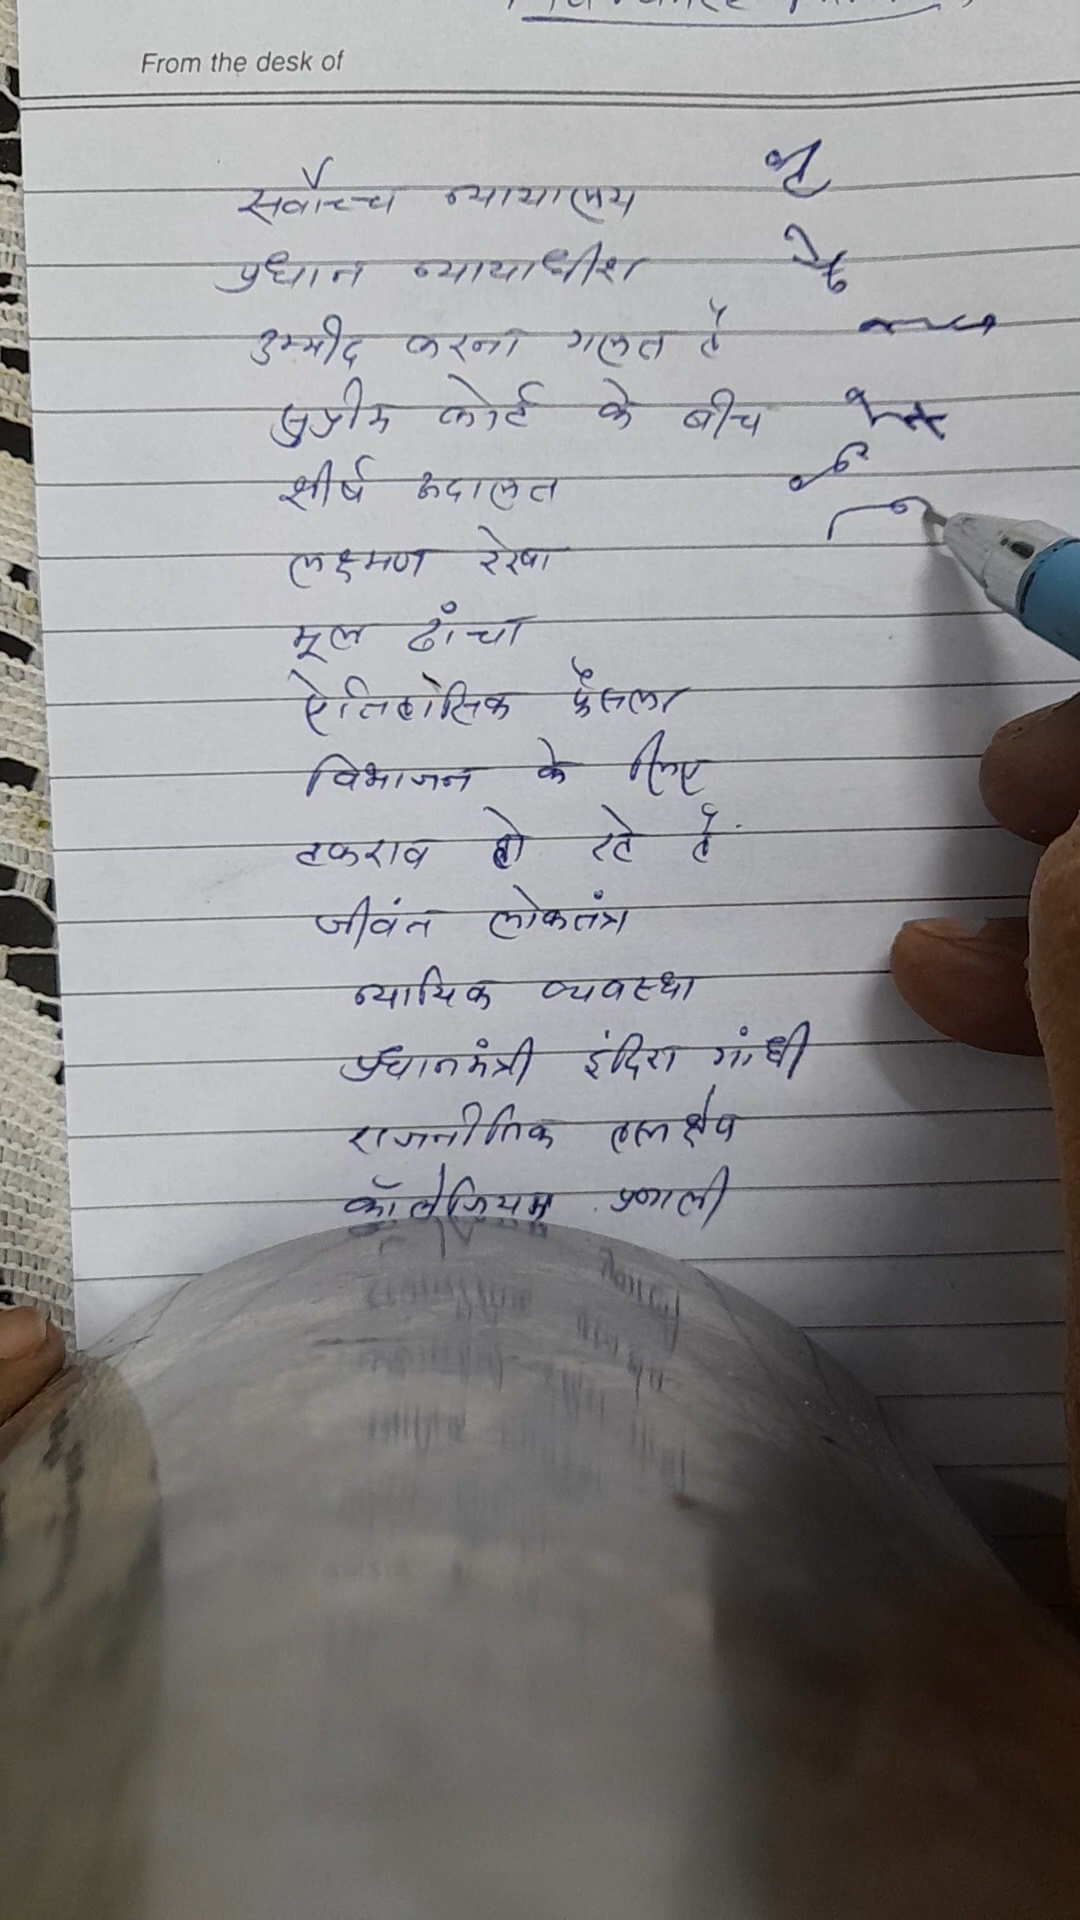 From the desk of
सर्वोच्च न्यायालय
प्रधान न्यायाधीश
उम्मीद करना गलत है
सुप्रीम कोर्ट के बीच
शीर्ष अदालत
लक्ष्मण रेखा
मूल ढांचा
ऐतिहासिक फैसला
विभाजन के लिए
टकराव हो रहे हैं
जीवंत लोकतंत्र
न्यायिक व्यवस्था
प्रधानमंत्री इंदिरा गांधी
राजनीतिक हस्तक्षेप
कॉलेजियम प्रणाली